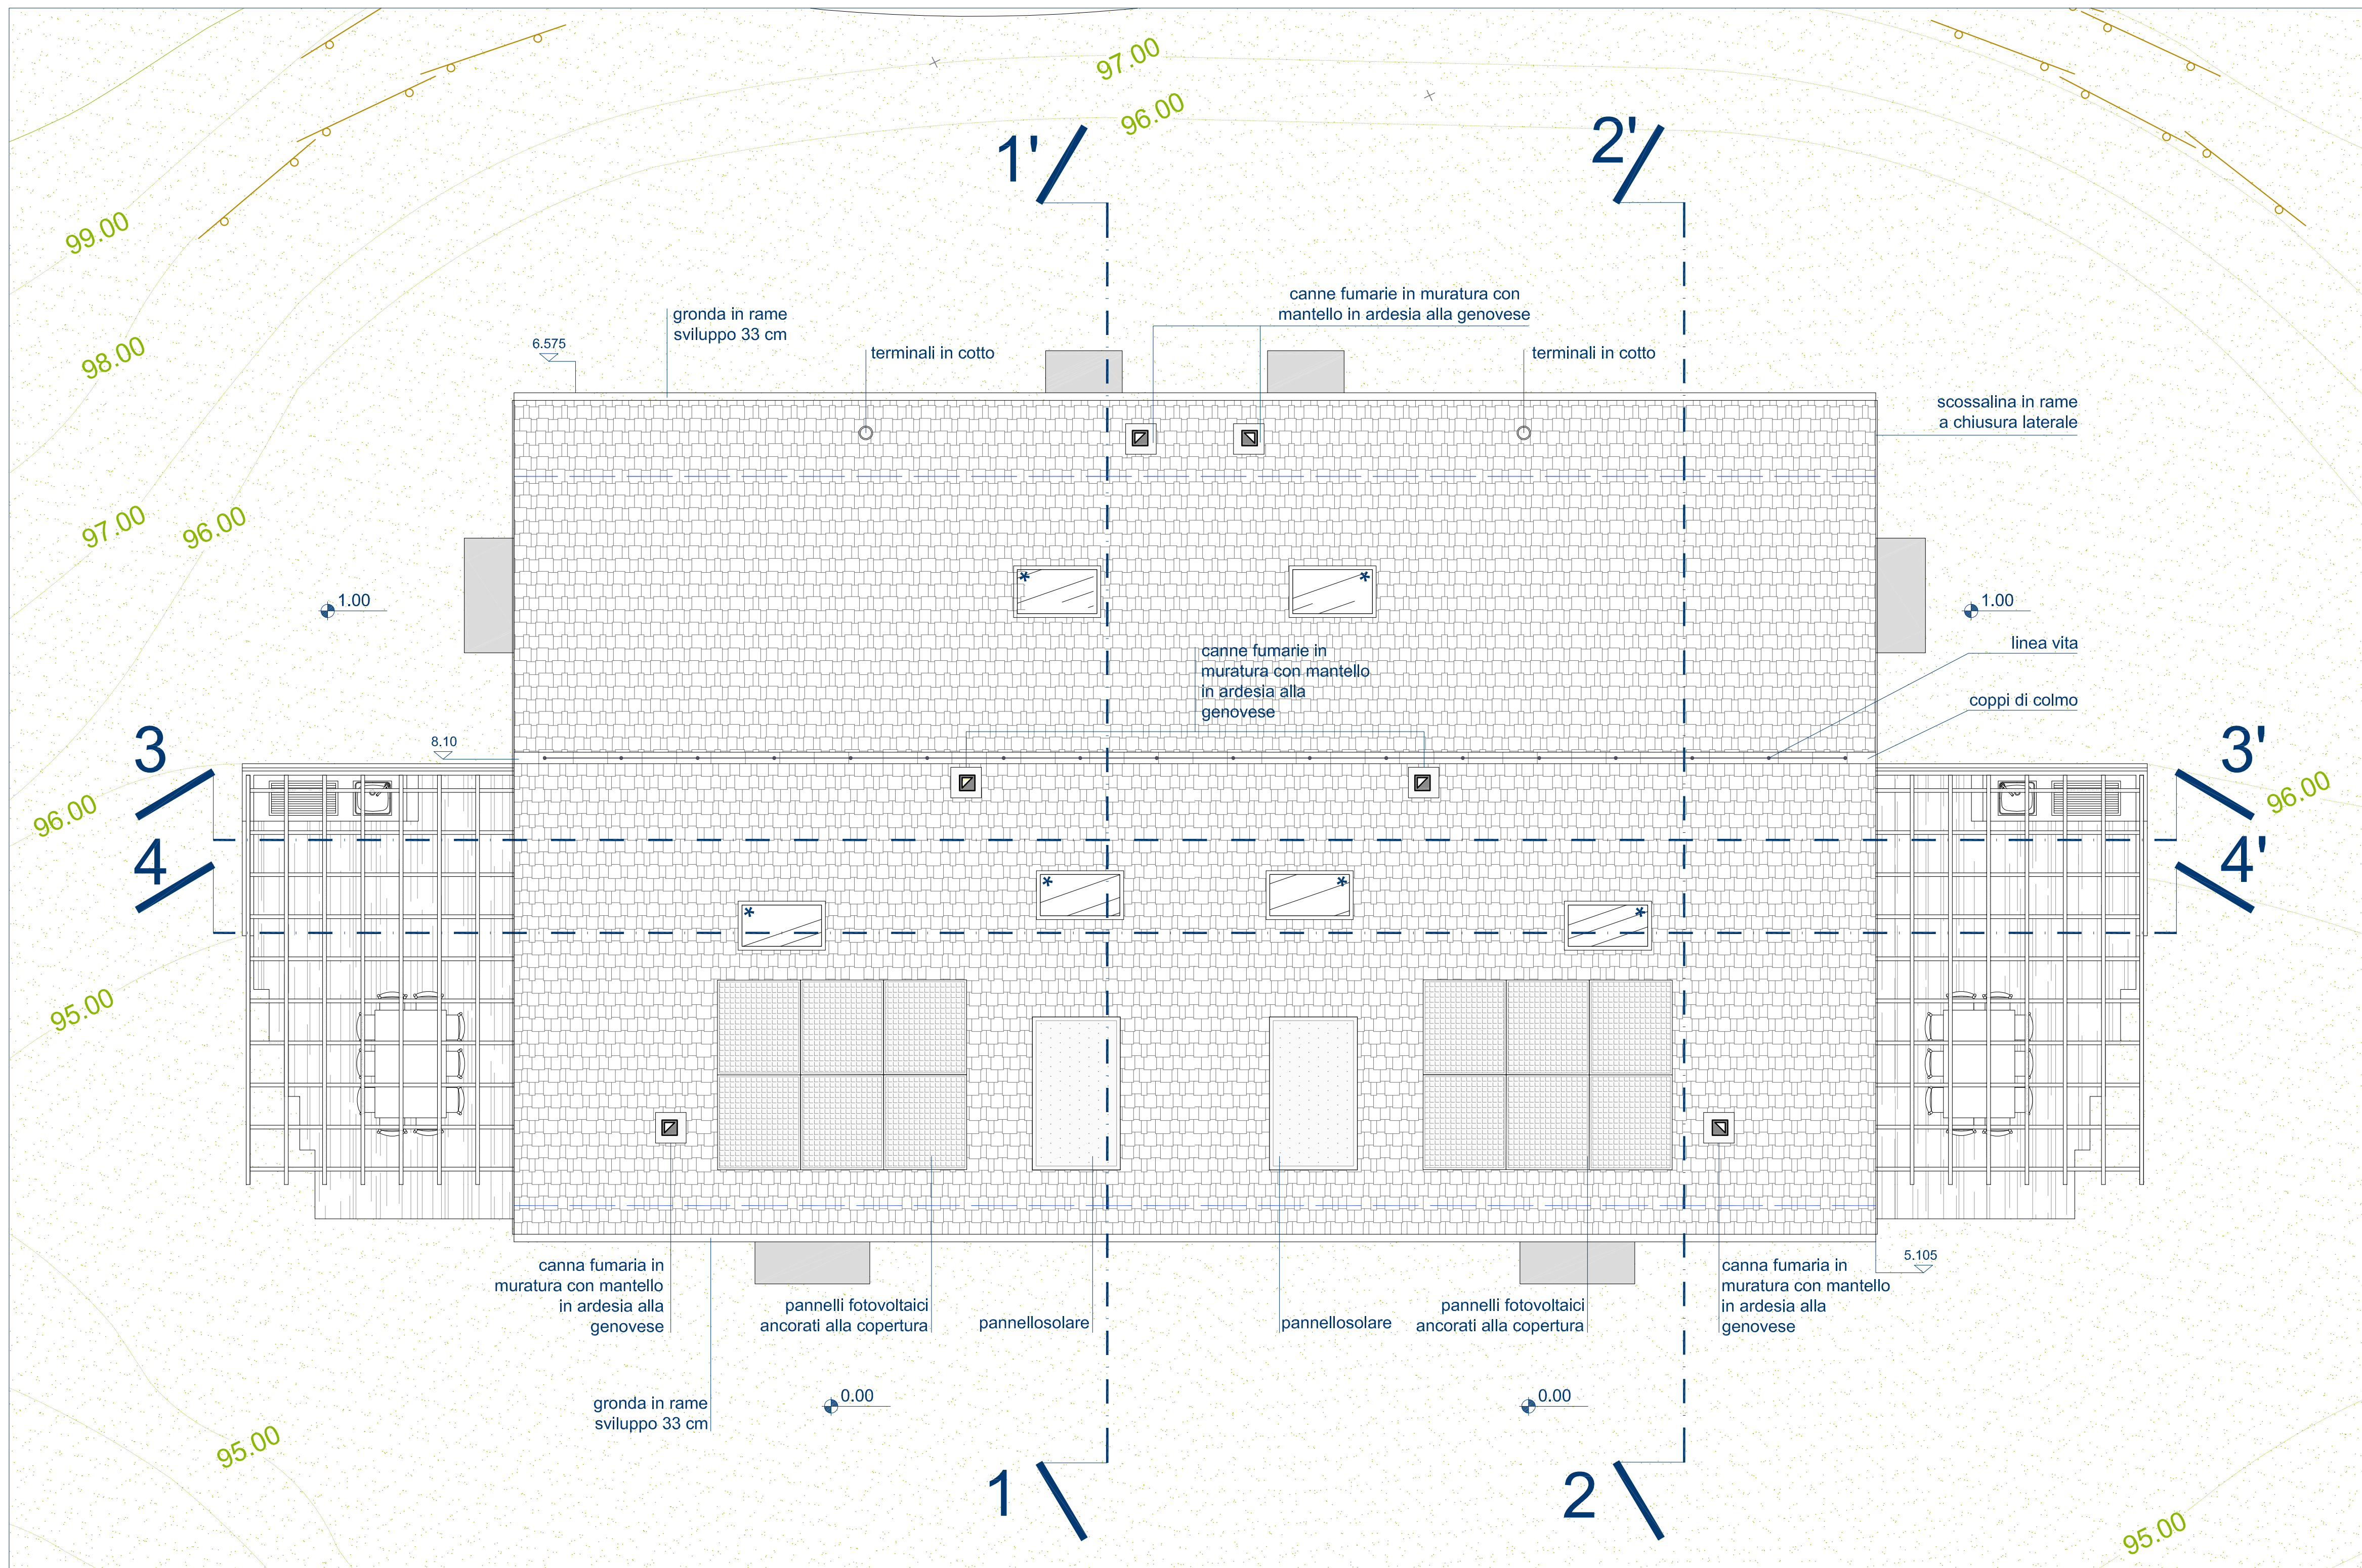 97.00
96.00
1'
2'
99.00
98.00
97.00
96.00
gronda in rame
sviluppo 33 cm
6.575
terminali in cotto
canne fumarie in muratura con
mantello in ardesia alla genovese
terminali in cotto
scossalina in rame
a chiusura laterale
1.00
1.00
linea vita
canne fumarie in
muratura con mantello
in ardesia alla
genovese
coppi di colmo
8.10
3
3'
96.00
96.00
4
4'
95.00
canna fumaria in
muratura con mantello
in ardesia alla
genovese
pannelli fotovoltaici
ancorati alla copertura
pannellosolare
pannellosolare
pannelli fotovoltaici
ancorati alla copertura
canna fumaria in
muratura con mantello
in ardesia alla
genovese
5.105
gronda in rame
sviluppo 33 cm
0.00
0.00
95.00
1
2
95.00